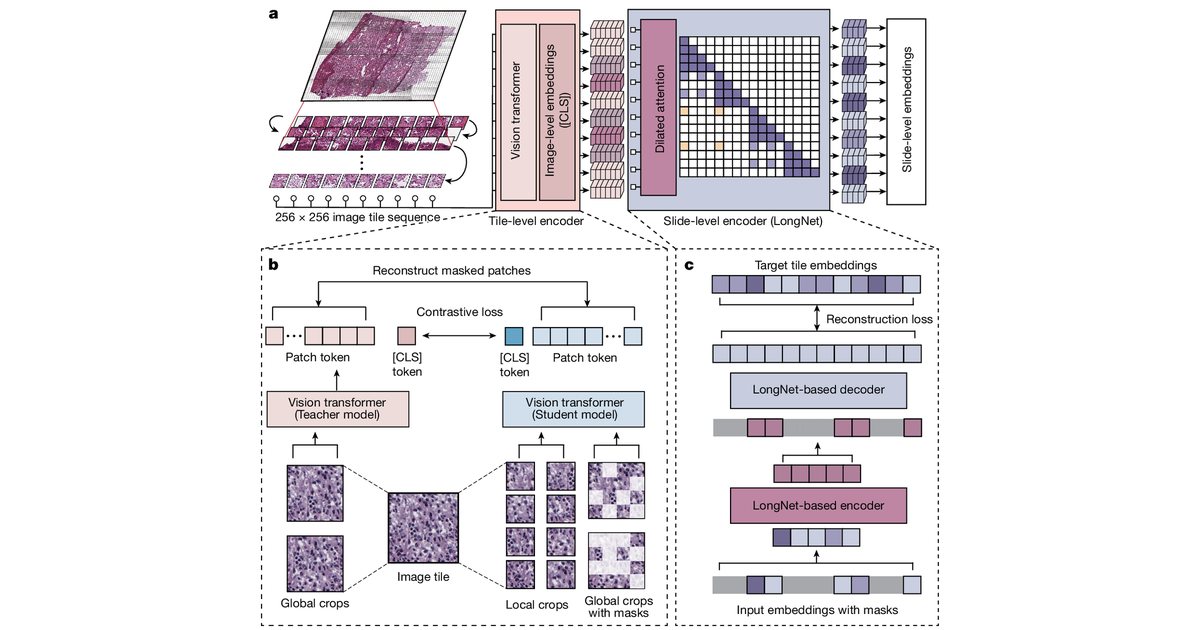 a
256 × 256 image tile sequence
Vision transformer
Image-level embeddings
([CLS])
Tile-level encoder
Dilated attention
Slide-level encoder (LongNet)
Slide-level embeddings
b
Reconstruct masked patches
Contrastive loss
Patch token
[CLS]
token
[CLS]
token
Patch token
Vision transformer
(Teacher model)
Vision transformer
(Student model)
Global crops
Image tile
Local crops
Global crops
with masks
c
Target tile embeddings
Reconstruction loss
LongNet-based decoder
LongNet-based encoder
Input embeddings with masks